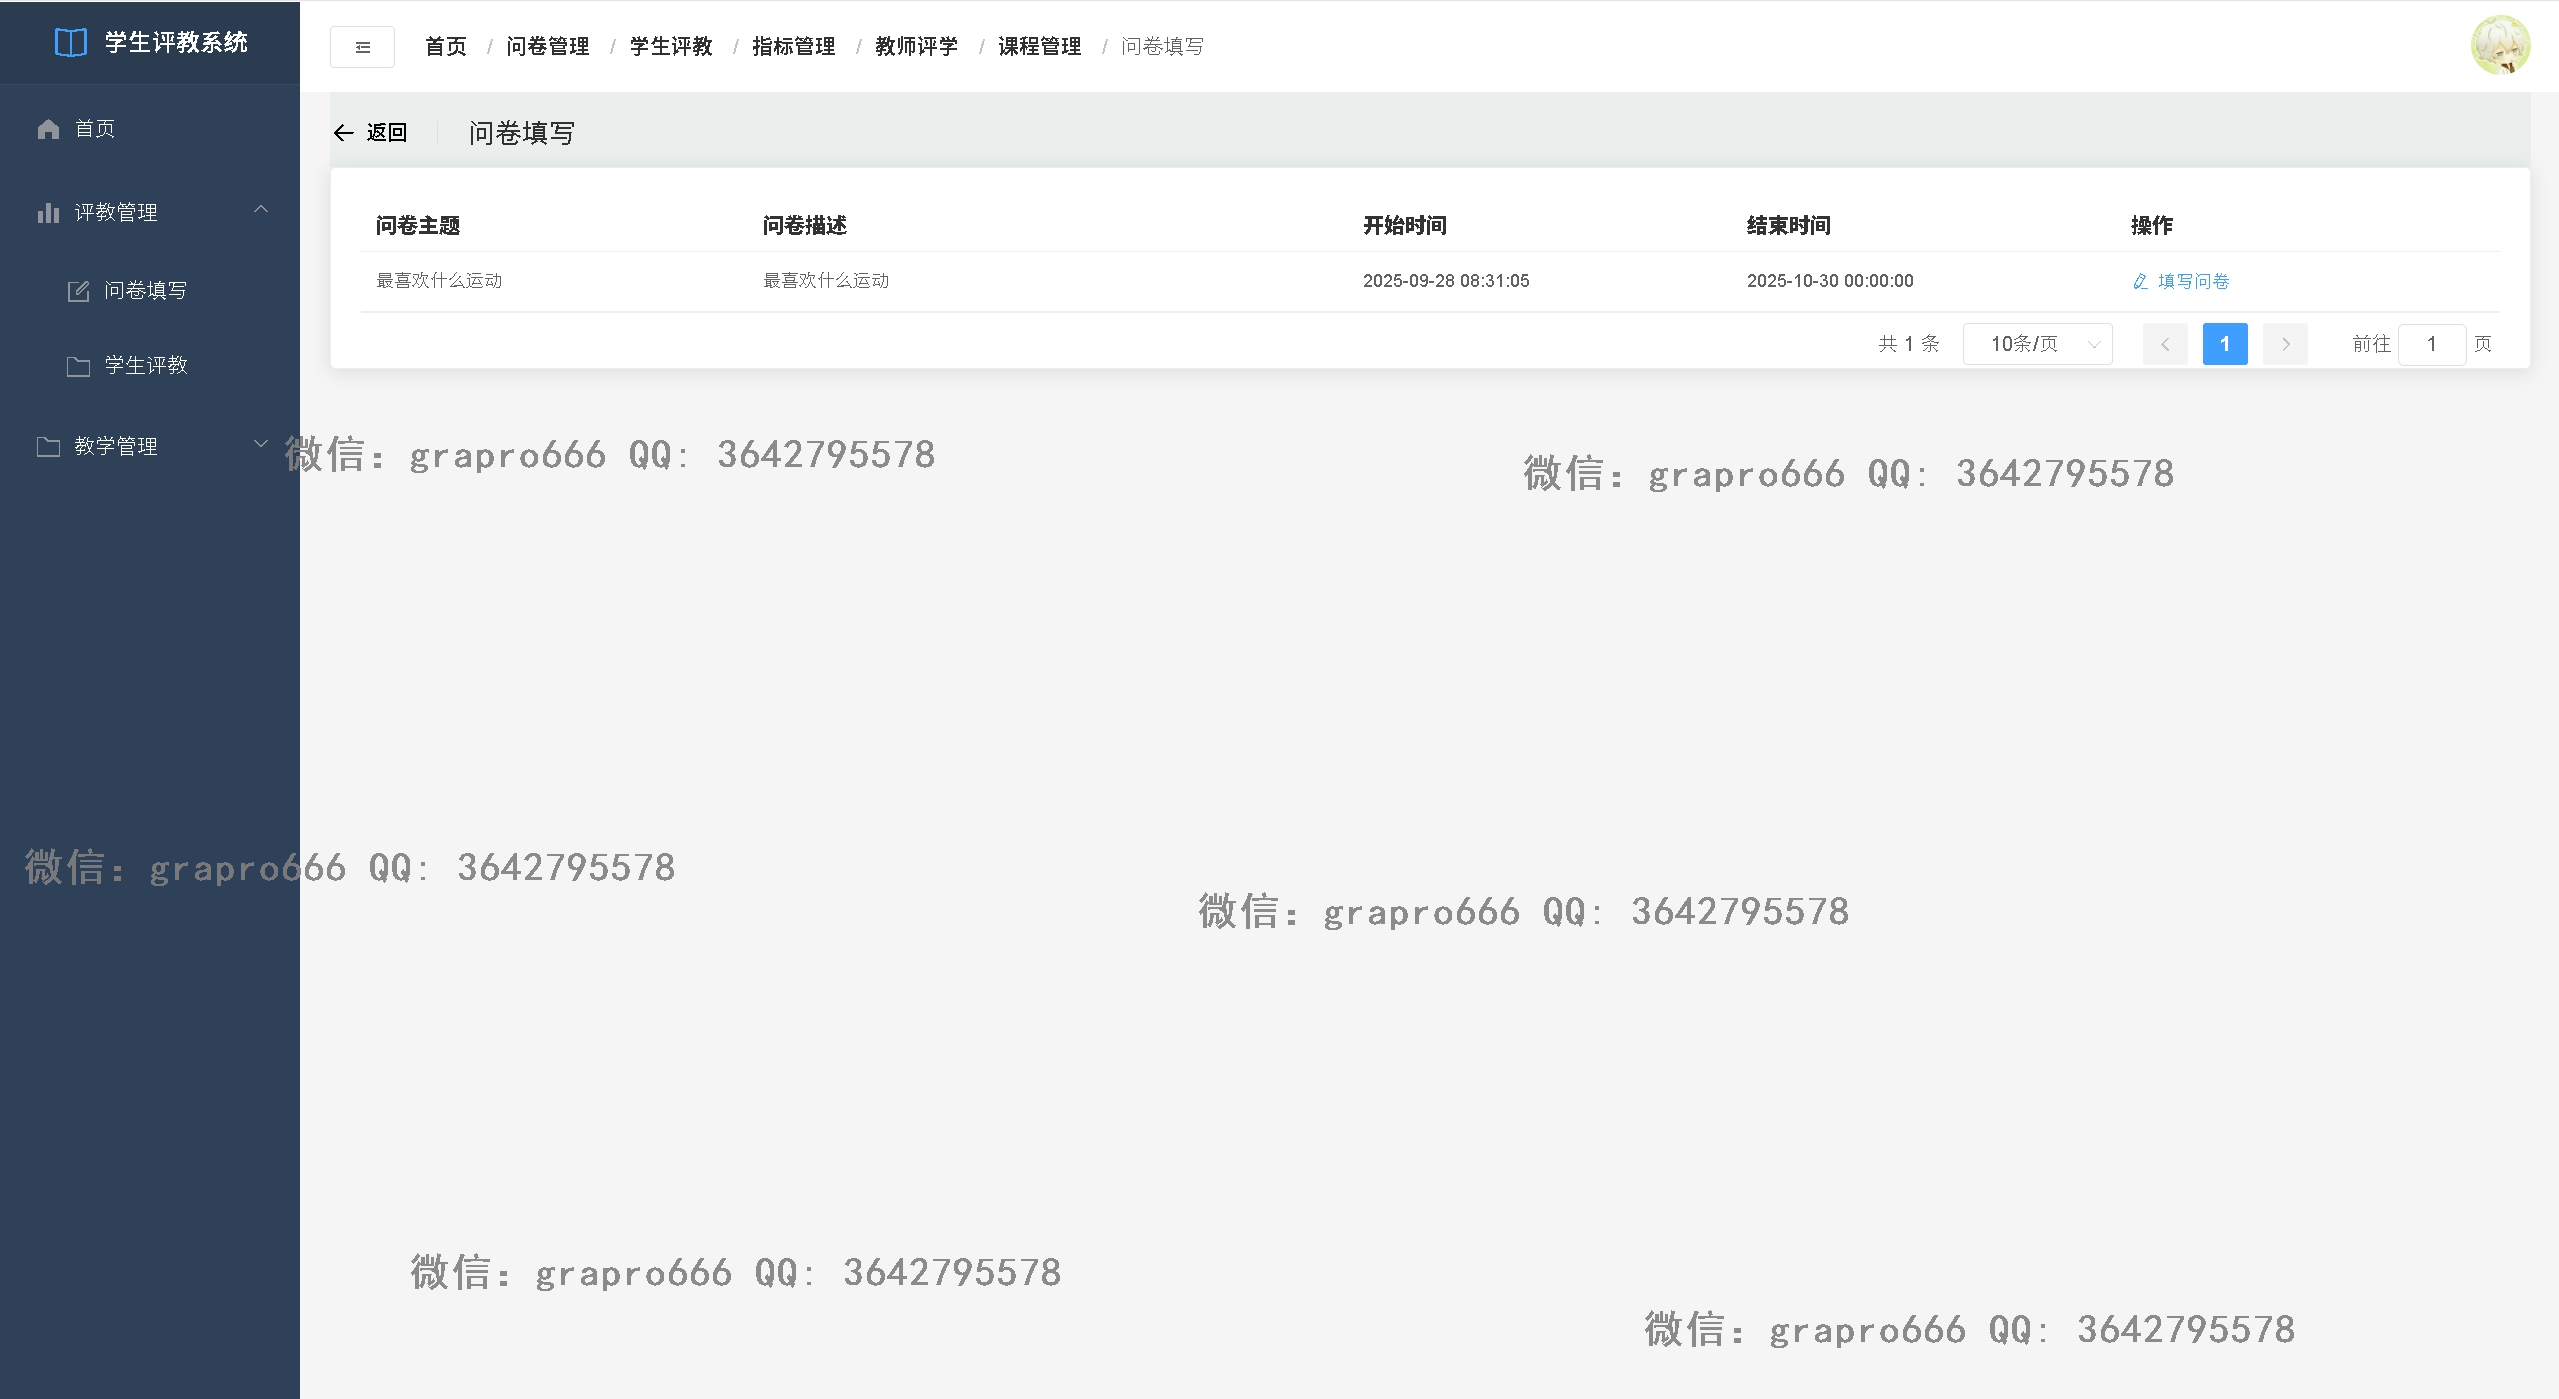 学生评教系统
首页 / 问卷管理 / 学生评教 / 指标管理 / 教师评学 / 课程管理 / 问卷填写
首页
评教管理
问卷填写
学生评教
教学管理
返回 问卷填写
问卷主题 问卷描述 开始时间 结束时间 操作
最喜欢什么运动 最喜欢什么运动 2025-09-28 08:31:05 2025-10-30 00:00:00 填写问卷
共 1 条 10条/页 1 前往 1 页
微信：grapro666 QQ: 3642795578
微信：grapro666 QQ: 3642795578
微信：grapro666 QQ: 3642795578
微信：grapro666 QQ: 3642795578
微信：grapro666 QQ: 3642795578
微信：grapro666 QQ: 3642795578